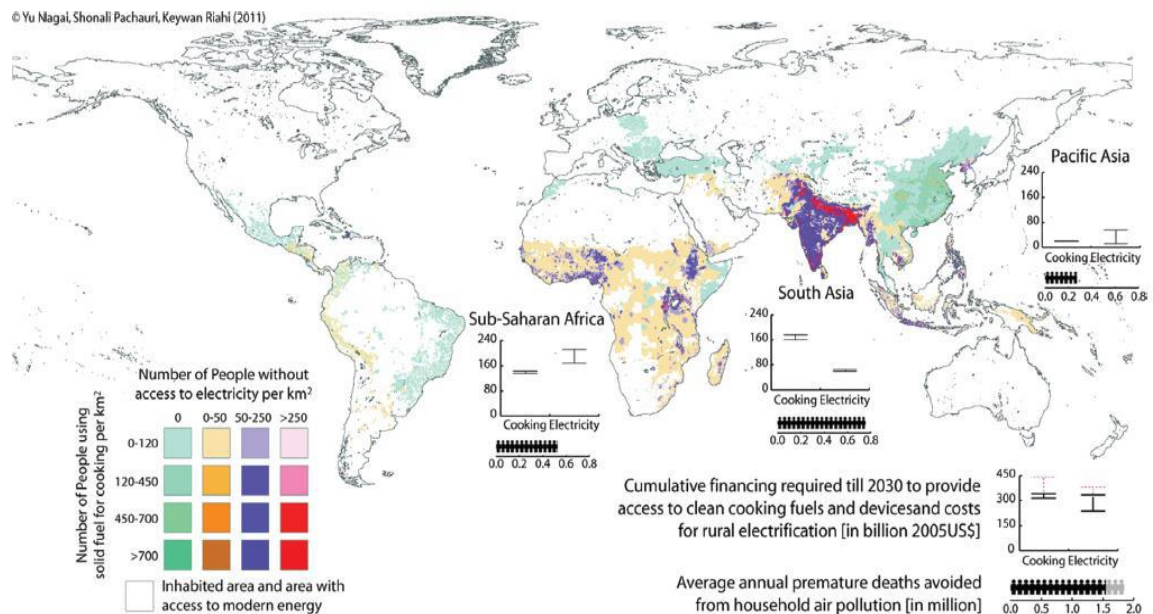 © Yu Nagai, Shonali Pachauri, Keywan Riahi (2011)
Pacific Asia
240
160
80
0
Cooking Electricity
0.0 0.2 0.4 0.6 0.8
South Asia
240
160
80
0
Cooking Electricity
0.0 0.2 0.4 0.6 0.8
Sub-Saharan Africa
240
160
80
0
Cooking Electricity
0.0 0.2 0.4 0.6 0.8
Number of People without
access to electricity per km²
0 0-50 50-250 >250
Number of People using
solid fuel for cooking per km²
0-120
120-450
450-700
>700
Inhabited area and area with
access to modern energy
Cumulative financing required till 2030 to provide
access to clean cooking fuels and devicesand costs
for rural electrification [in billion 2005US$]
450
300
150
0
Cooking Electricity
Average annual premature deaths avoided
from household air pollution [in million]
0.0 0.5 1.0 1.5 2.0